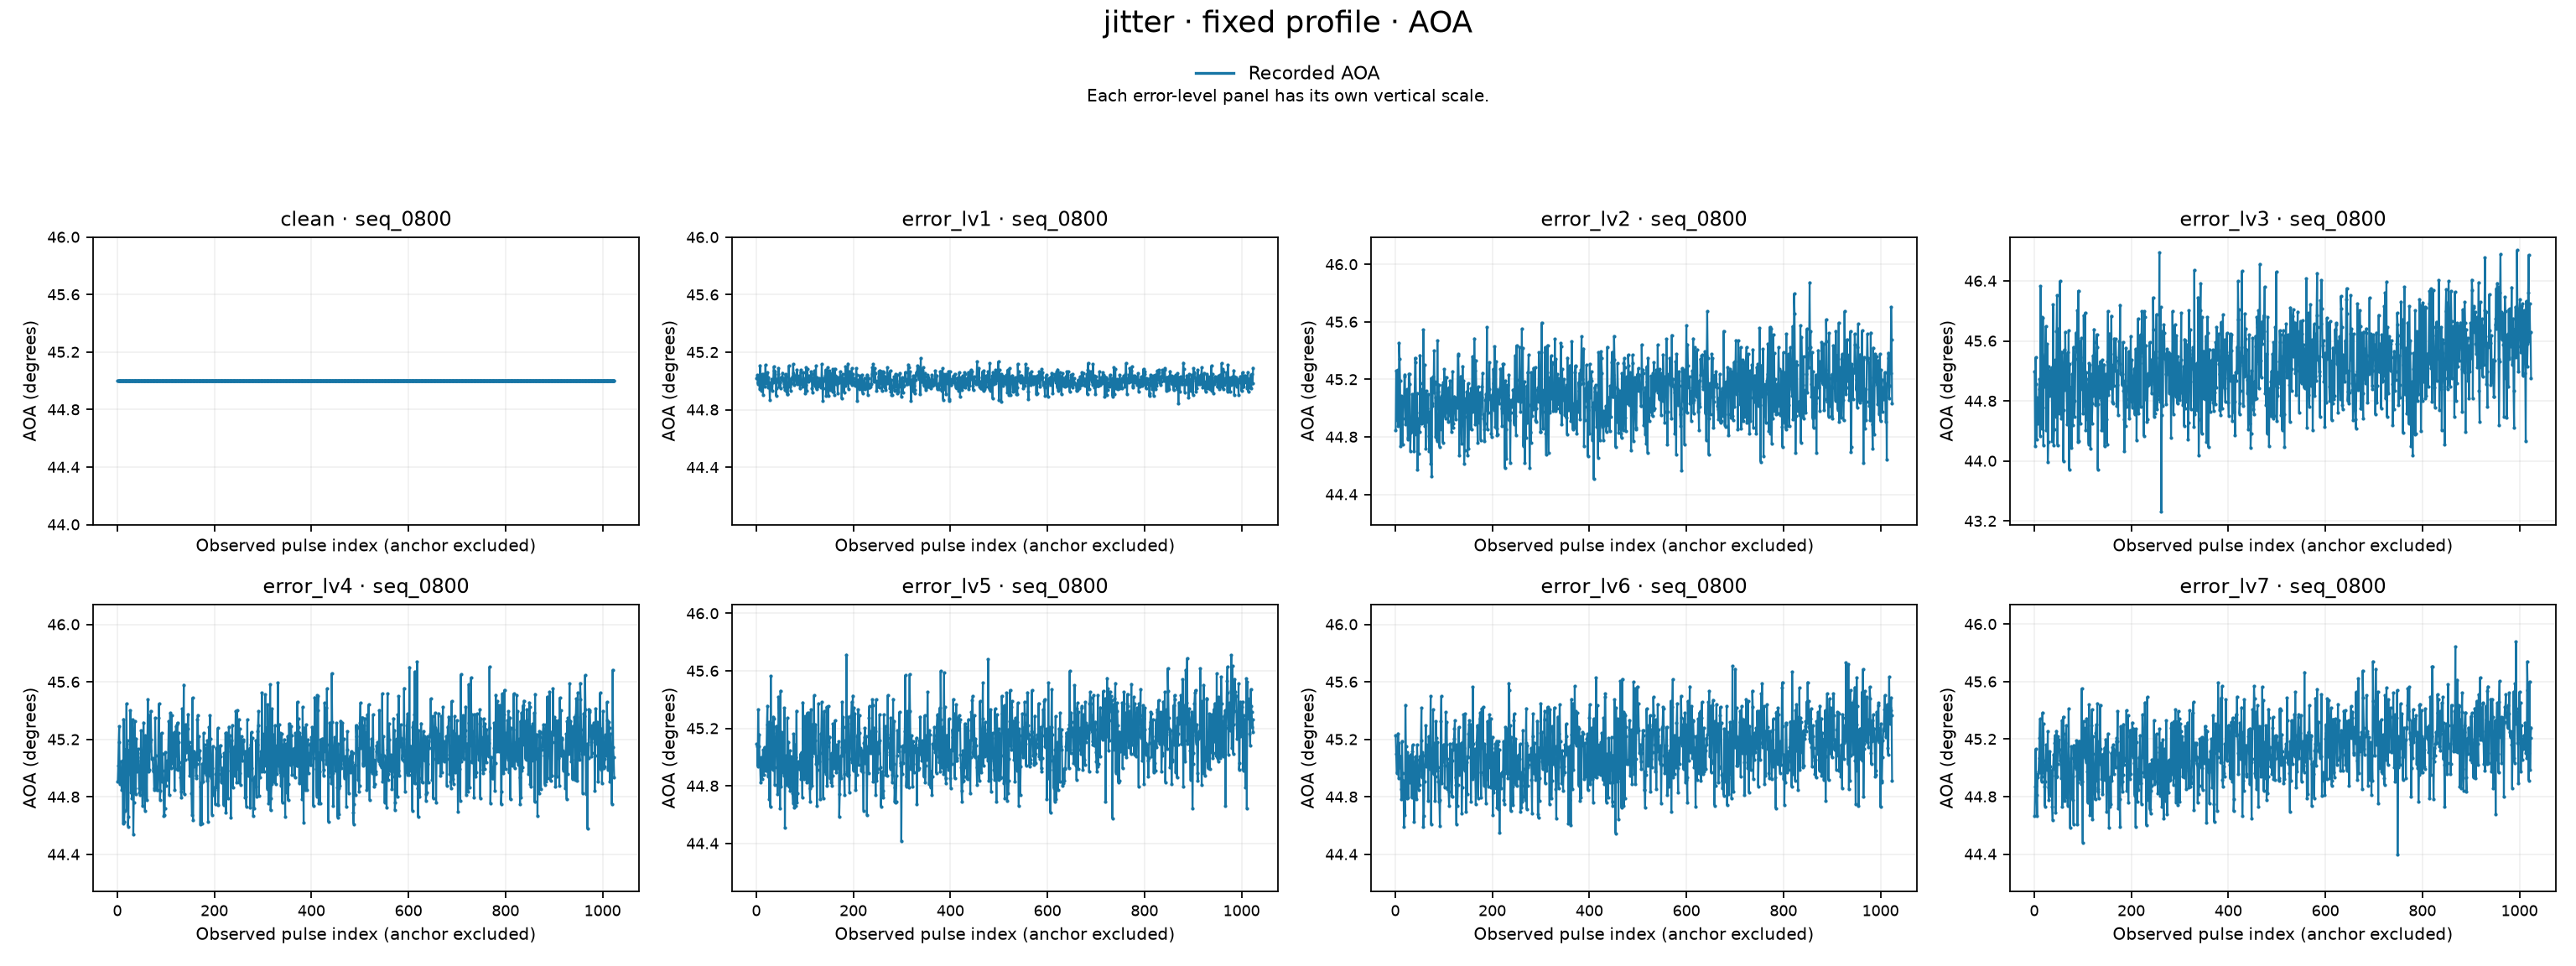 jitter · fixed profile · AOA
Recorded AOA
Each error-level panel has its own vertical scale.
clean · seq_0800
46.0
45.6
45.2
44.8
44.4
44.0
AOA (degrees)
Observed pulse index (anchor excluded)
error_lv1 · seq_0800
46.0
45.6
45.2
44.8
44.4
AOA (degrees)
Observed pulse index (anchor excluded)
error_lv2 · seq_0800
46.0
45.6
45.2
44.8
44.4
AOA (degrees)
Observed pulse index (anchor excluded)
error_lv3 · seq_0800
46.4
45.6
44.8
44.0
43.2
AOA (degrees)
Observed pulse index (anchor excluded)
error_lv4 · seq_0800
46.0
45.6
45.2
44.8
44.4
AOA (degrees)
0 200 400 600 800 1000
Observed pulse index (anchor excluded)
error_lv5 · seq_0800
46.0
45.6
45.2
44.8
44.4
AOA (degrees)
0 200 400 600 800 1000
Observed pulse index (anchor excluded)
error_lv6 · seq_0800
46.0
45.6
45.2
44.8
44.4
AOA (degrees)
0 200 400 600 800 1000
Observed pulse index (anchor excluded)
error_lv7 · seq_0800
46.0
45.6
45.2
44.8
44.4
AOA (degrees)
0 200 400 600 800 1000
Observed pulse index (anchor excluded)